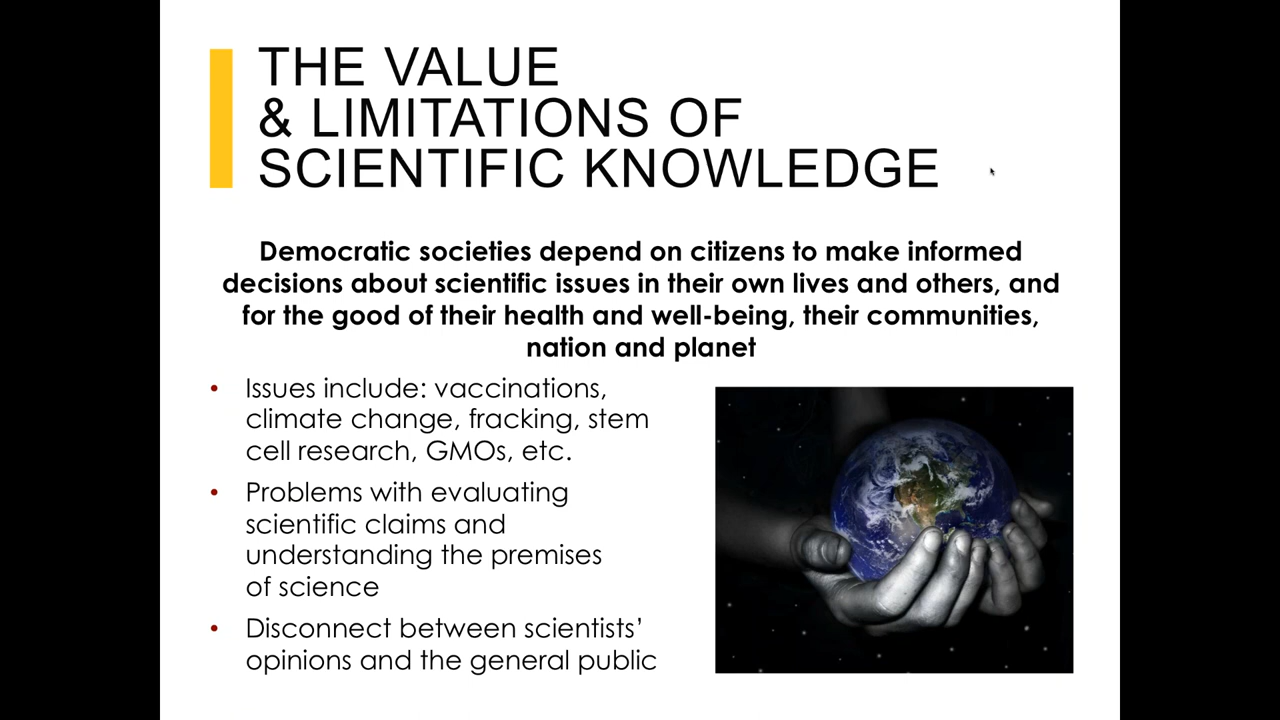 THE VALUE
& LIMITATIONS OF
SCIENTIFIC KNOWLEDGE
Democratic societies depend on citizens to make informed
decisions about scientific issues in their own lives and others, and
for the good of their health and well-being, their communities,
nation and planet
• Issues include: vaccinations,
climate change, fracking, stem
cell research, GMOs, etc.
• Problems with evaluating
scientific claims and
understanding the premises
of science
• Disconnect between scientists’
opinions and the general public